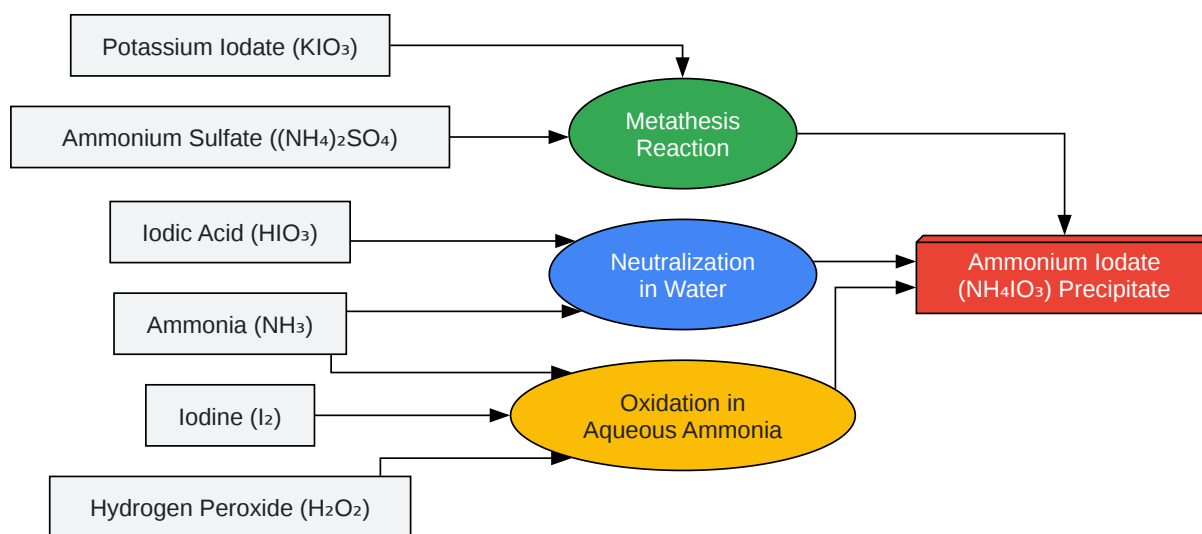 Potassium Iodate (KIO₃)
Ammonium Sulfate ((NH₄)₂SO₄)
Metathesis
Reaction
Iodic Acid (HIO₃)
Neutralization
in Water
Ammonium Iodate
(NH₄IO₃) Precipitate
Ammonia (NH₃)
Iodine (I₂)
Oxidation in
Aqueous Ammonia
Hydrogen Peroxide (H₂O₂)